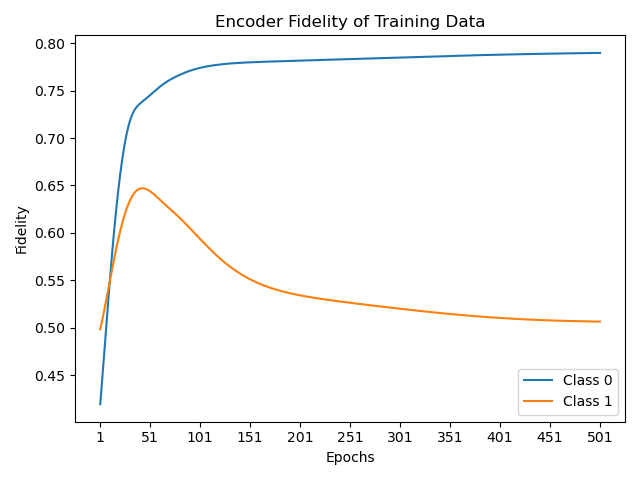 Encoder Fidelity of Training Data
Fidelity
0.80
0.75
0.70
0.65
0.60
0.55
0.50
0.45
1 51 101 151 201 251 301 351 401 451 501
Epochs
Class 0
Class 1